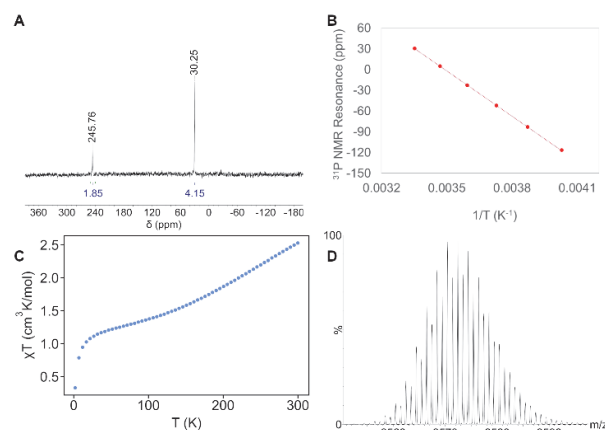 A
245.76
30.25
1.85
4.15
360 300 240 180 120 60 0 -60 -120 -180
δ (ppm)
B
³¹P NMR Resonance (ppm)
60
30
0
-30
-60
-90
-120
-150
0.0032 0.0035 0.0038 0.0041
1/T (K⁻¹)
C
χT (cm³K/mol)
2.5
2.0
1.5
1.0
0.5
0 100 200 300
T (K)
D
100
%
0
m/z